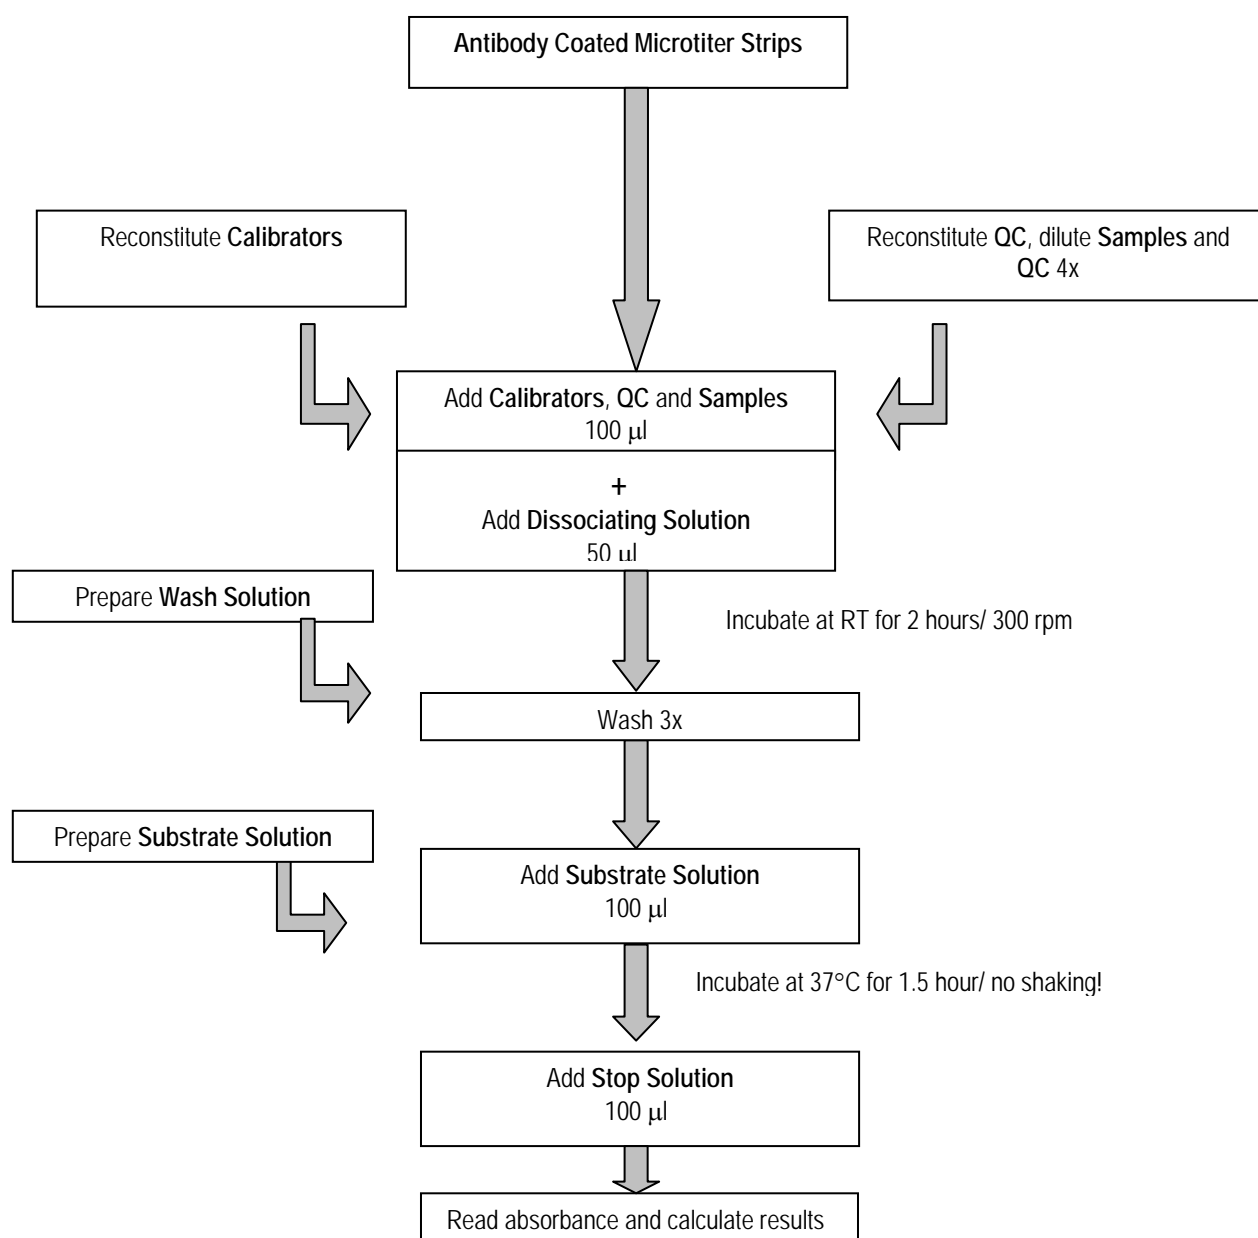 Antibody Coated Microtiter Strips
Reconstitute Calibrators
Reconstitute QC, dilute Samples and
QC 4x
Add Calibrators, QC and Samples
100 µl
+
Add Dissociating Solution
50 µl
Prepare Wash Solution
Incubate at RT for 2 hours/ 300 rpm
Wash 3x
Prepare Substrate Solution
Add Substrate Solution
100 µl
Incubate at 37°C for 1.5 hour/ no shaking!
Add Stop Solution
100 µl
Read absorbance and calculate results